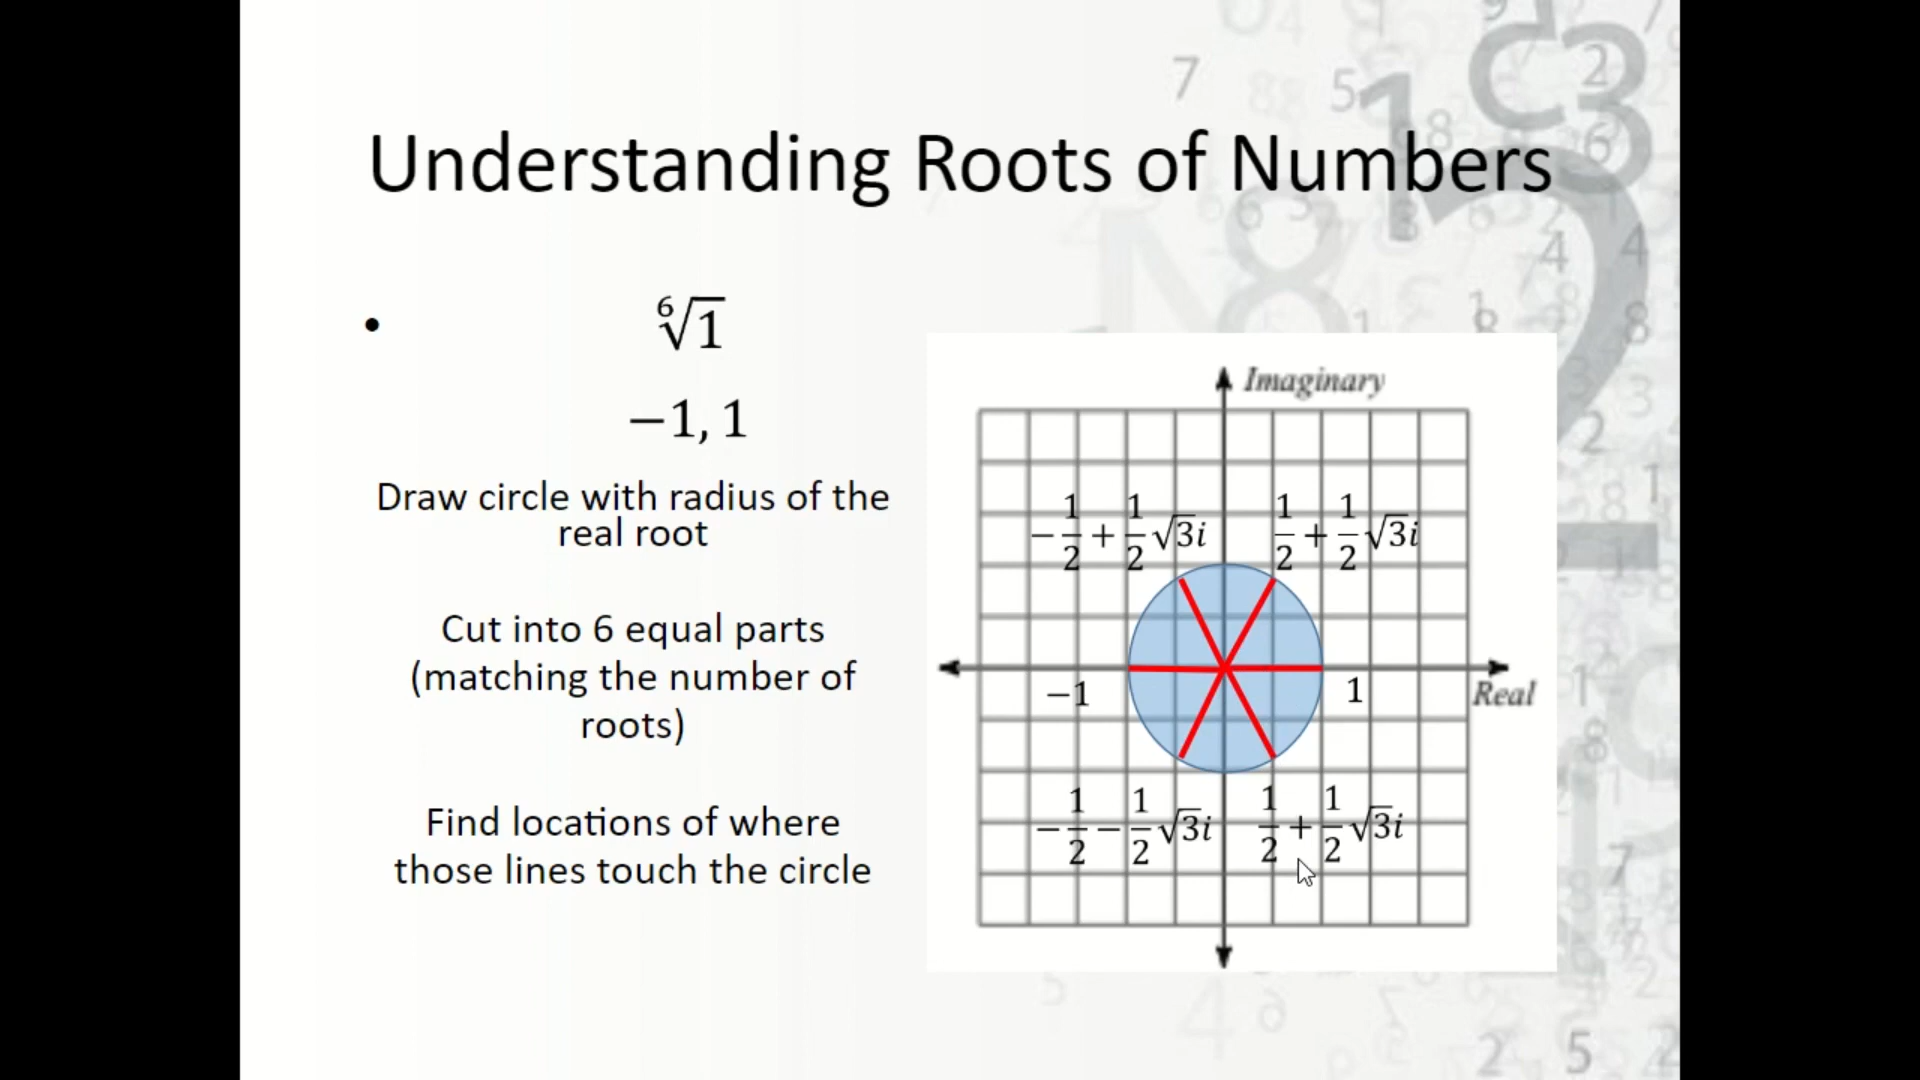 Understanding Roots of Numbers
• ⁶√1
−1, 1
Draw circle with radius of the
real root
Cut into 6 equal parts
(matching the number of
roots)
Find locations of where
those lines touch the circle
Imaginary
−1/2 + 1/2 √3i
1/2 + 1/2 √3i
−1
1
Real
−1/2 − 1/2 √3i
1/2 + 1/2 √3i